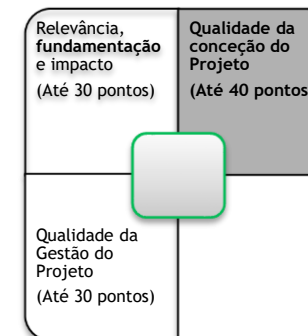 Relevância,
fundamentação
e impacto
(Até 30 pontos)
Qualidade da
conceção do
Projeto
(Até 40 pontos
Qualidade da
Gestão do
Projeto
(Até 30 pontos)